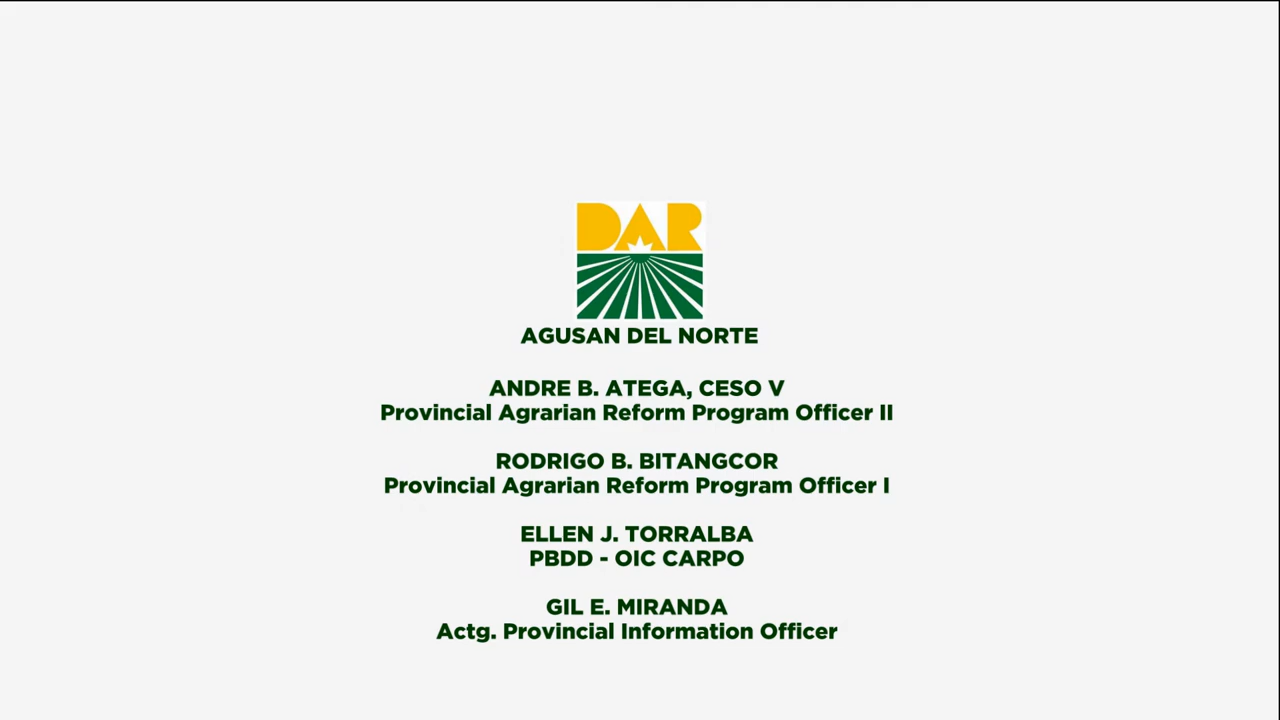 DAR
AGUSAN DEL NORTE
ANDRE B. ATEGA, CESO V
Provincial Agrarian Reform Program Officer II
RODRIGO B. BITANGCOR
Provincial Agrarian Reform Program Officer I
ELLEN J. TORRALBA
PBDD - OIC CARPO
GIL E. MIRANDA
Actg. Provincial Information Officer